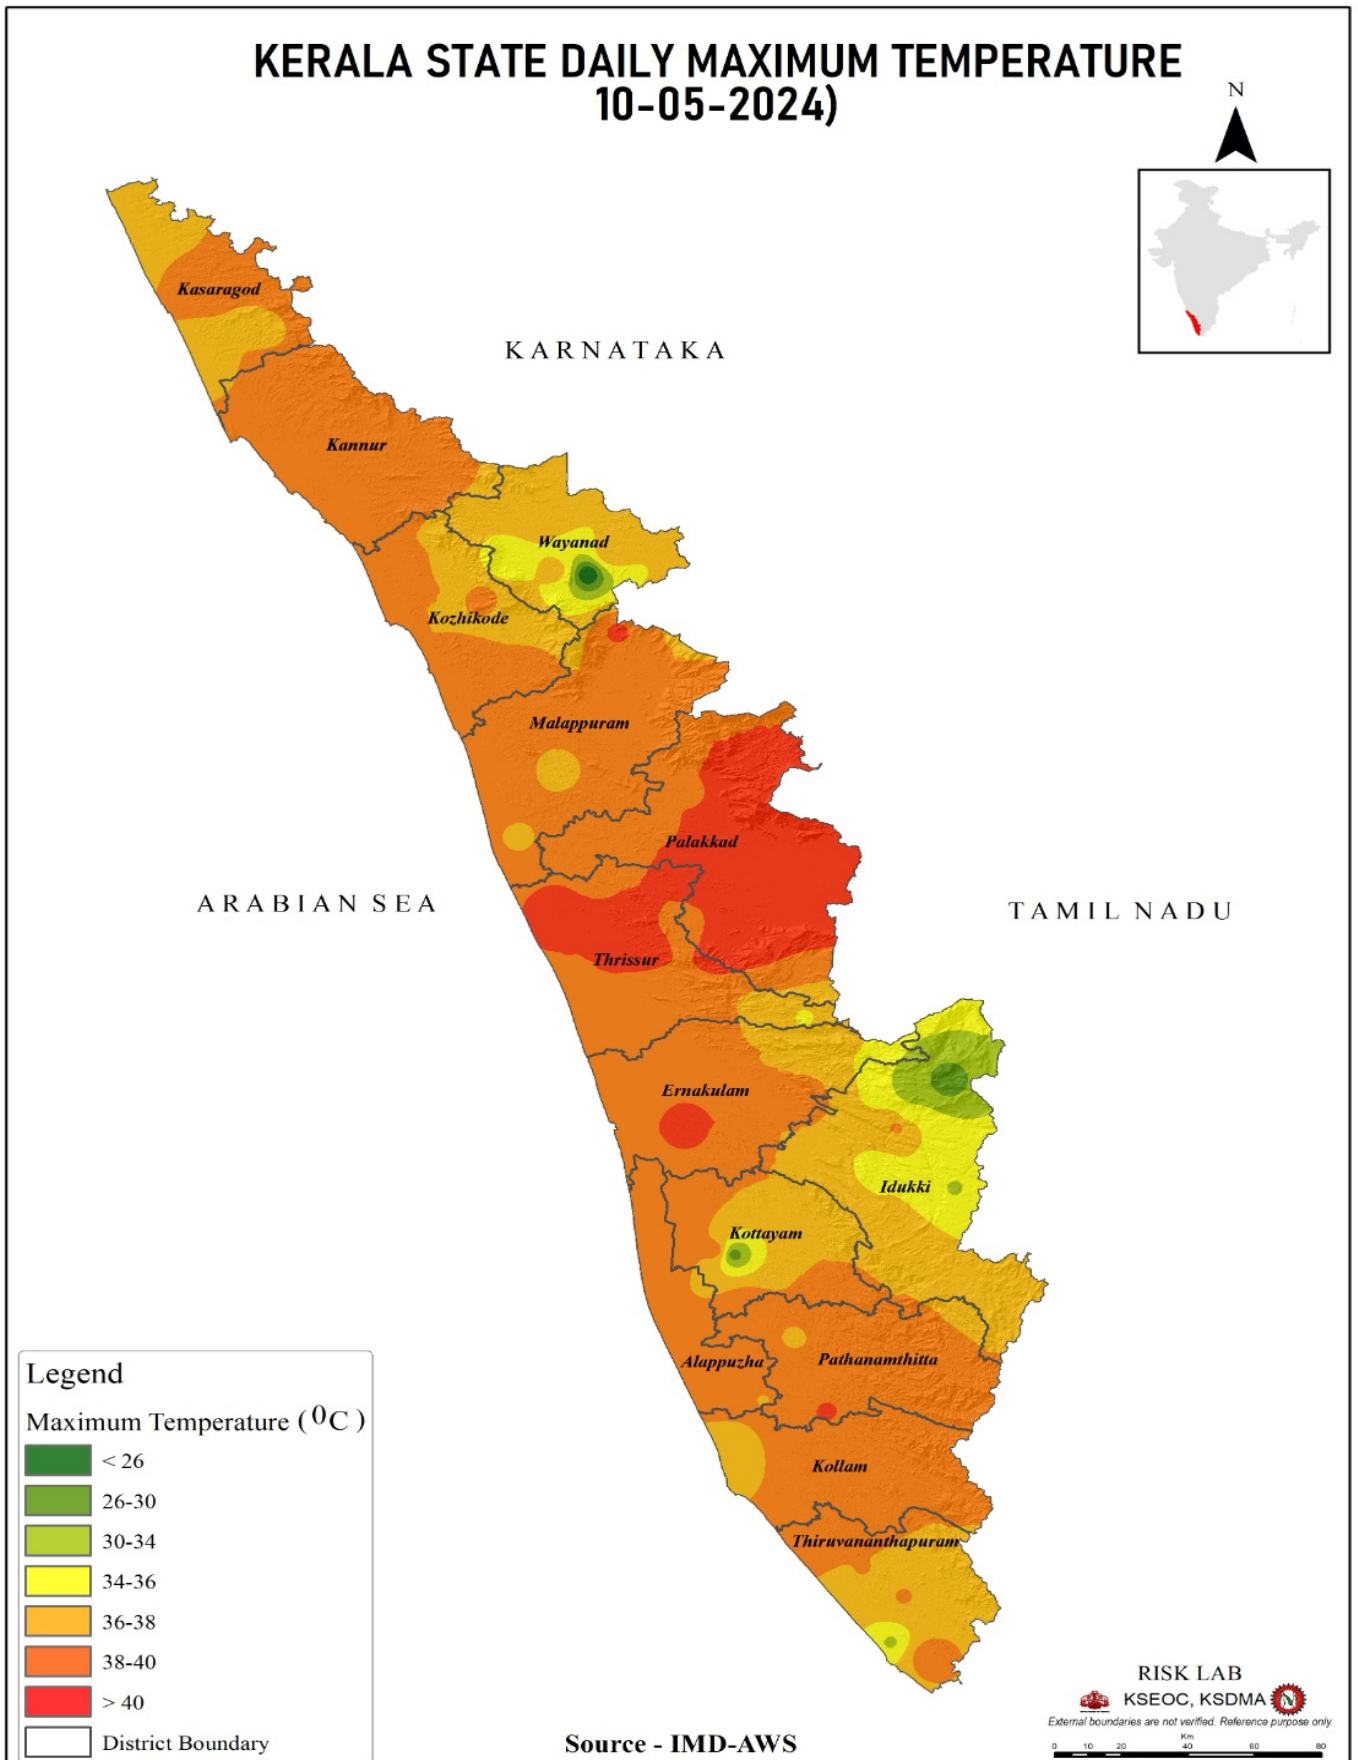 KERALA STATE DAILY MAXIMUM TEMPERATURE
10-05-2024)
N
Kasaragod
KARNATAKA
Kannur
Wayanad
Kozhikode
Malappuram
Palakkad
ARABIAN SEA
TAMIL NADU
Thrissur
Ernakulam
Idukki
Kottayam
Alappuzha
Pathanamthitta
Kollam
Thiruvananthapuram
Legend
Maximum Temperature (⁰C)
< 26
26-30
30-34
34-36
36-38
38-40
> 40
District Boundary
Source - IMD-AWS
RISK LAB
KSEOC, KSDMA
External boundaries are not verified. Reference purpose only.
Km
0 10 20 40 60 80